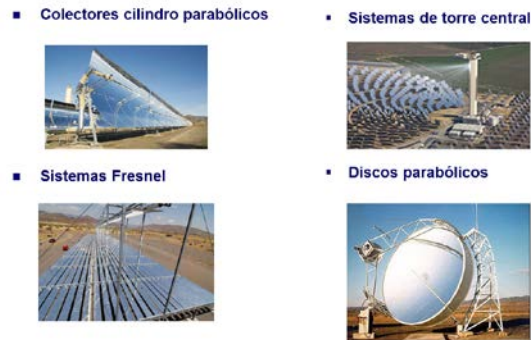 Colectores cilindro parabólicos
Sistemas de torre central
Sistemas Fresnel
Discos parabólicos